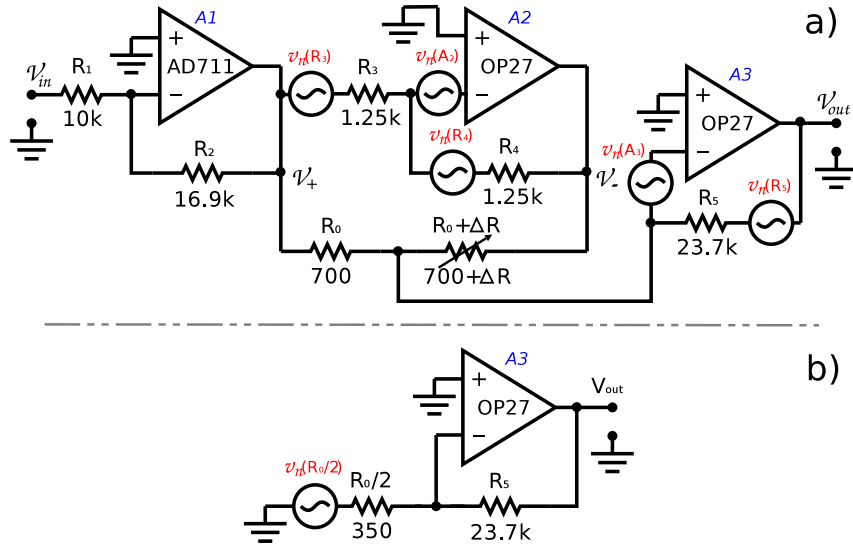 a)
A1
A2
A3
𝒱in
R₁
10k
+
−
AD711
R₂
16.9k
𝒱₊
vn(R₃)
R₃
1.25k
vn(A₂)
+
−
OP27
vn(R₄)
R₄
1.25k
𝒱₋
R₀
700
R₀+ΔR
700+ΔR
vn(A₃)
+
−
OP27
R₅
23.7k
vn(R₅)
𝒱out
b)
A3
+
−
OP27
Vout
vn(R₀/2)
R₀/2
350
R₅
23.7k